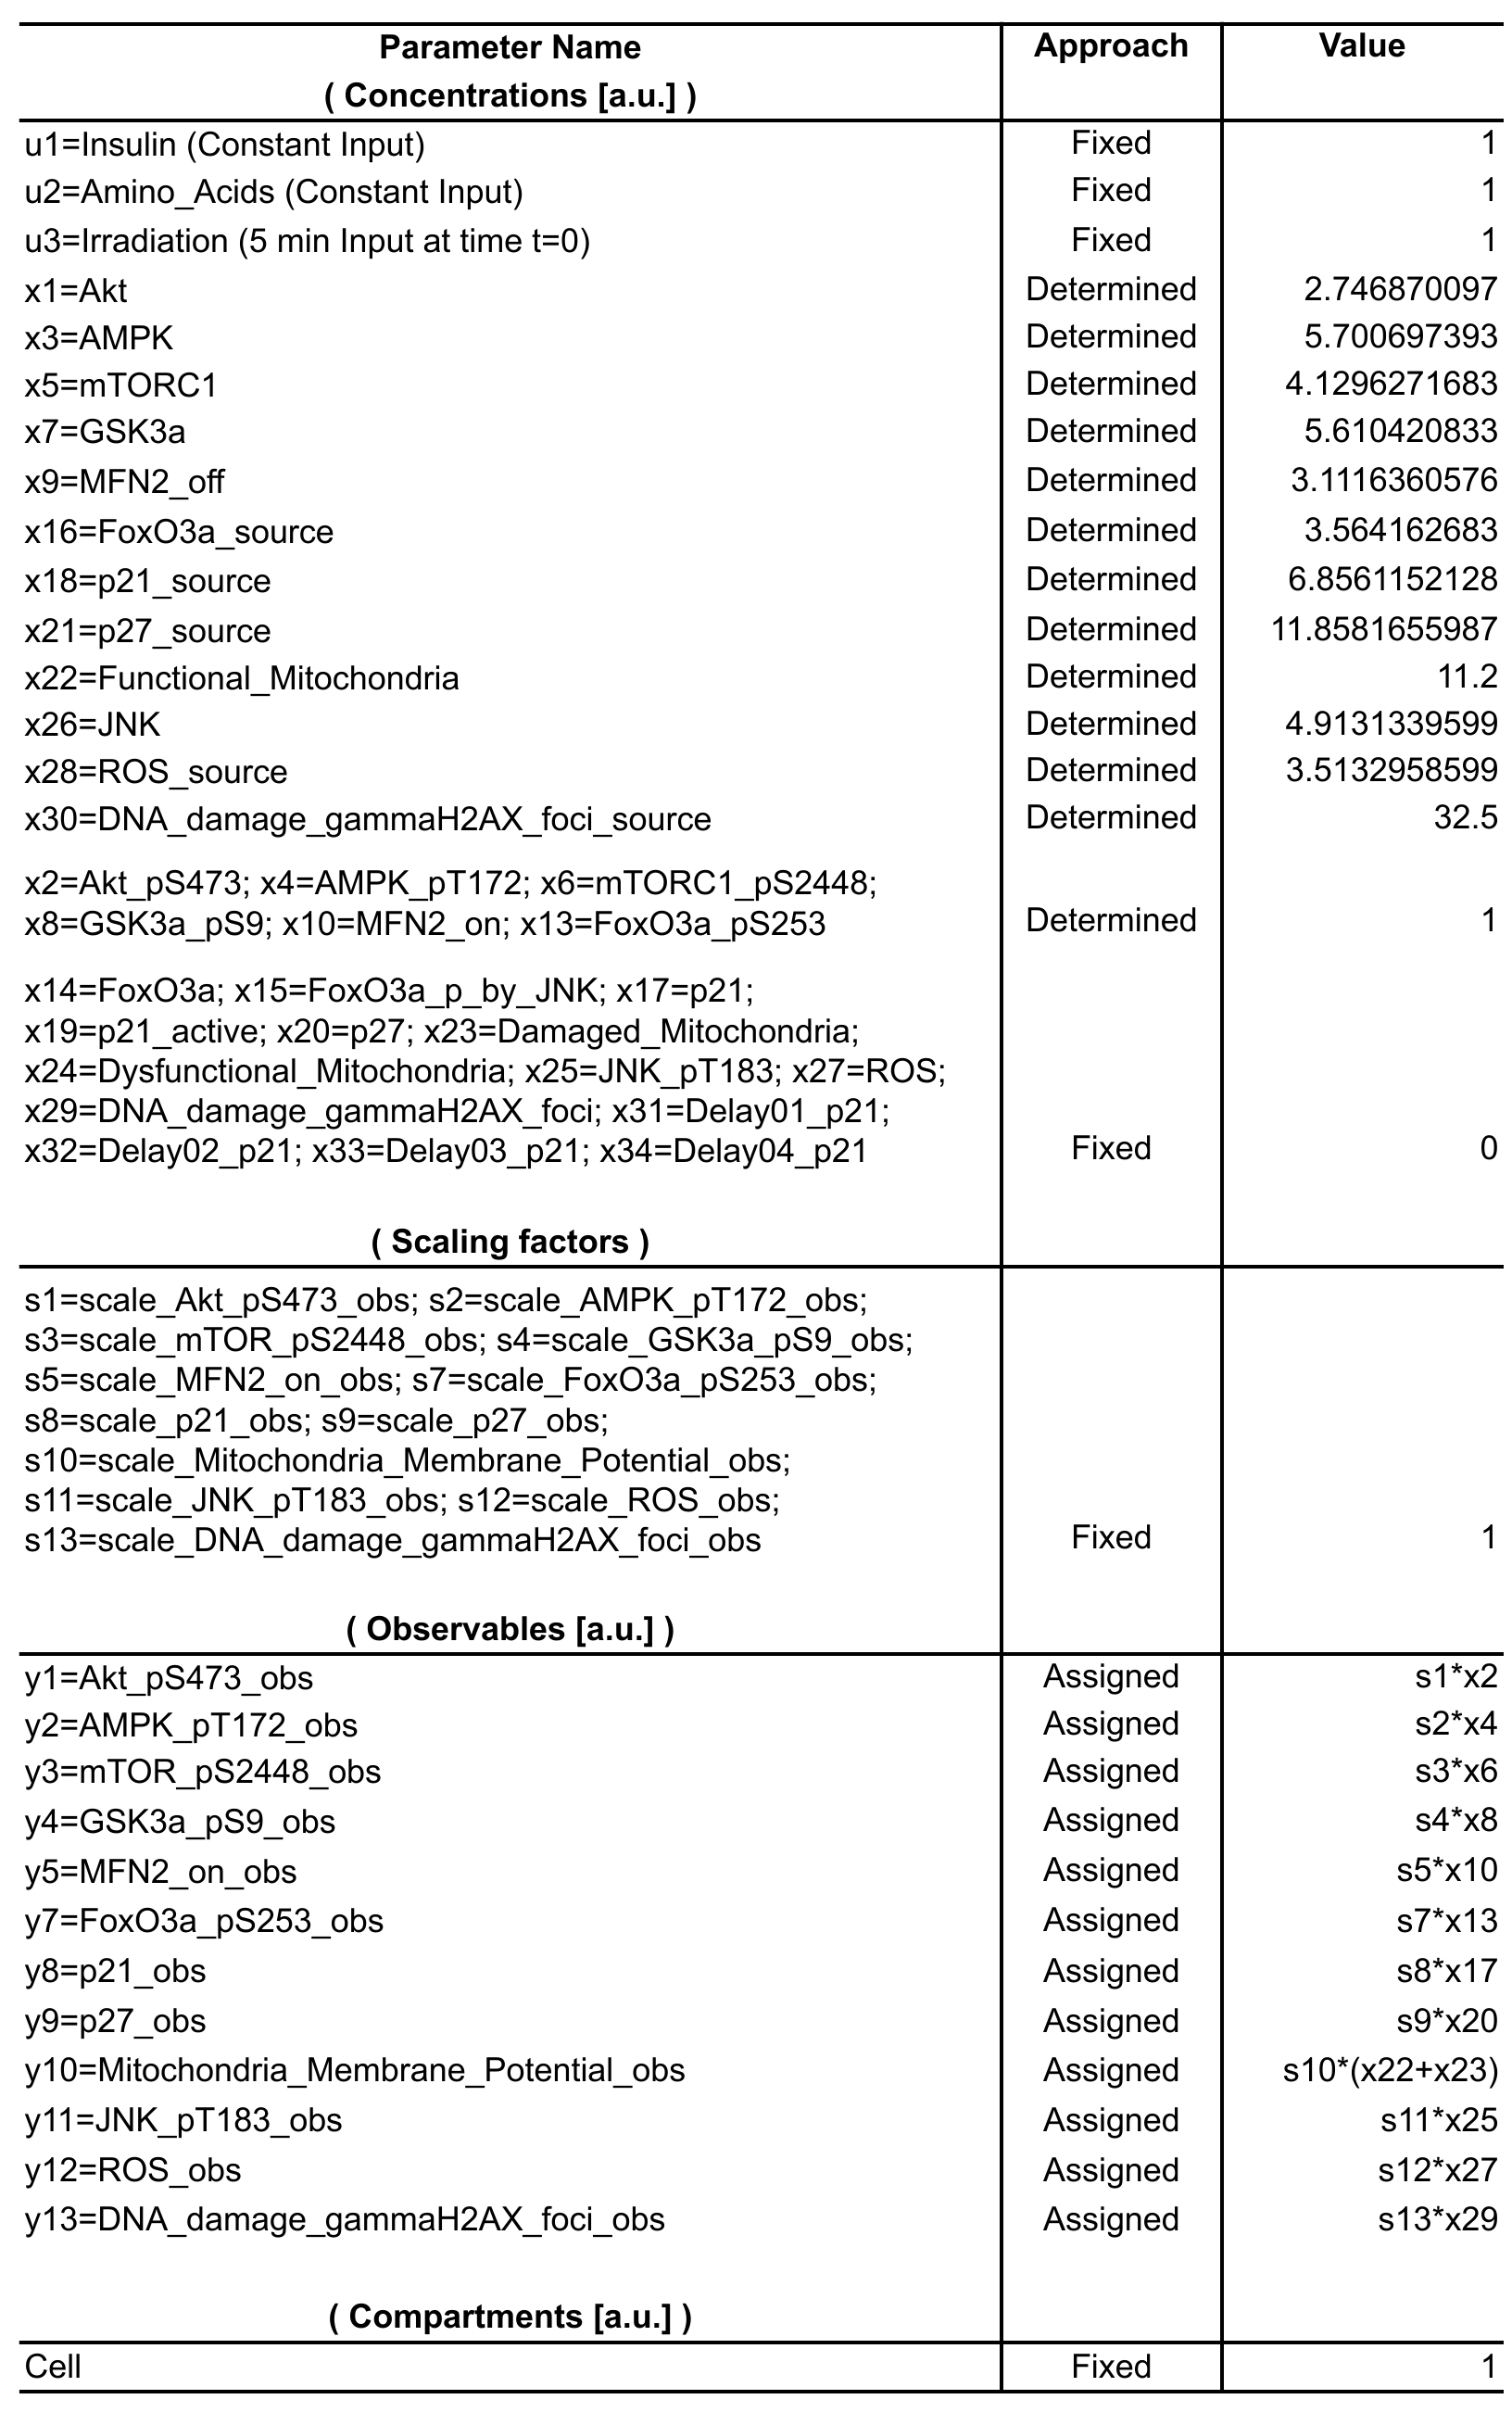 Parameter Name Approach Value
( Concentrations [a.u.] )
u1=Insulin (Constant Input) Fixed 1
u2=Amino_Acids (Constant Input) Fixed 1
u3=Irradiation (5 min Input at time t=0) Fixed 1
x1=Akt Determined 2.746870097
x3=AMPK Determined 5.700697393
x5=mTORC1 Determined 4.1296271683
x7=GSK3a Determined 5.610420833
x9=MFN2_off Determined 3.1116360576
x16=FoxO3a_source Determined 3.564162683
x18=p21_source Determined 6.8561152128
x21=p27_source Determined 11.8581655987
x22=Functional_Mitochondria Determined 11.2
x26=JNK Determined 4.9131339599
x28=ROS_source Determined 3.5132958599
x30=DNA_damage_gammaH2AX_foci_source Determined 32.5
x2=Akt_pS473; x4=AMPK_pT172; x6=mTORC1_pS2448;
x8=GSK3a_pS9; x10=MFN2_on; x13=FoxO3a_pS253 Determined 1
x14=FoxO3a; x15=FoxO3a_p_by_JNK; x17=p21;
x19=p21_active; x20=p27; x23=Damaged_Mitochondria;
x24=Dysfunctional_Mitochondria; x25=JNK_pT183; x27=ROS;
x29=DNA_damage_gammaH2AX_foci; x31=Delay01_p21;
x32=Delay02_p21; x33=Delay03_p21; x34=Delay04_p21 Fixed 0
( Scaling factors )
s1=scale_Akt_pS473_obs; s2=scale_AMPK_pT172_obs;
s3=scale_mTOR_pS2448_obs; s4=scale_GSK3a_pS9_obs;
s5=scale_MFN2_on_obs; s7=scale_FoxO3a_pS253_obs;
s8=scale_p21_obs; s9=scale_p27_obs;
s10=scale_Mitochondria_Membrane_Potential_obs;
s11=scale_JNK_pT183_obs; s12=scale_ROS_obs;
s13=scale_DNA_damage_gammaH2AX_foci_obs Fixed 1
( Observables [a.u.] )
y1=Akt_pS473_obs Assigned s1*x2
y2=AMPK_pT172_obs Assigned s2*x4
y3=mTOR_pS2448_obs Assigned s3*x6
y4=GSK3a_pS9_obs Assigned s4*x8
y5=MFN2_on_obs Assigned s5*x10
y7=FoxO3a_pS253_obs Assigned s7*x13
y8=p21_obs Assigned s8*x17
y9=p27_obs Assigned s9*x20
y10=Mitochondria_Membrane_Potential_obs Assigned s10*(x22+x23)
y11=JNK_pT183_obs Assigned s11*x25
y12=ROS_obs Assigned s12*x27
y13=DNA_damage_gammaH2AX_foci_obs Assigned s13*x29
( Compartments [a.u.] )
Cell Fixed 1